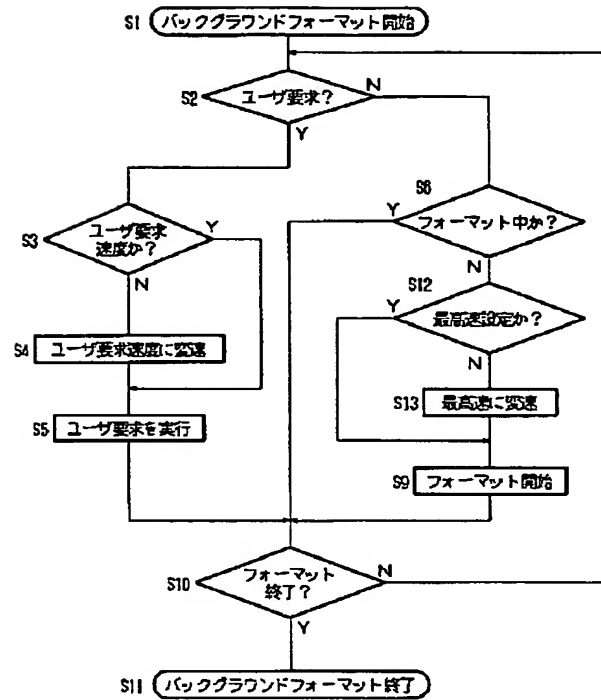 S1 バックグラウンドフォーマット開始
S2 ユーザ要求?
N
Y
S6
フォーマット中か?
Y
N
S3 ユーザ要求
速度か?
Y
N
S12
最高速設定か?
Y
N
S4 ユーザ要求速度に変速
S13 最高速に変速
S5 ユーザ要求を実行
S9 フォーマット開始
S10 フォーマット
終了?
N
Y
S11 バックグラウンドフォーマット終了